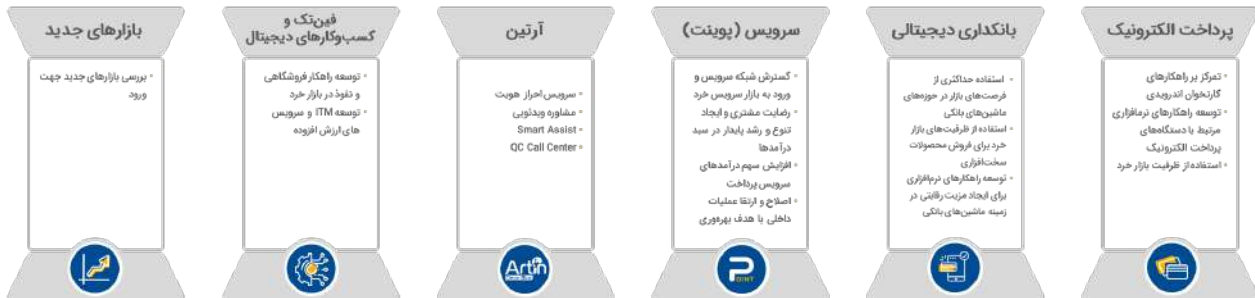 پرداخت الکترونیک
• تمرکز بر راهکارهای
کارتخوان اندرویدی
• توسعه راهکارهای نرم‌افزاری
مرتبط با دستگاه‌های
پرداخت الکترونیک
• استفاده از ظرفیت بازار خرد
بانکداری دیجیتالی
• استفاده حداکثری از
فرصت‌های بازار در حوزه‌های
ماشین‌های بانکی
• استفاده از ظرفیت‌های بازار
خرد برای فروش محصولات
سخت‌افزاری
• توسعه راهکارهای نرم‌افزاری
برای ایجاد مزیت رقابتی در
زمینه ماشین‌های بانکی
سرویس (پوینت)
• گسترش شبکه سرویس و
ورود به بازار سرویس خرد
• رضایت مشتری و ایجاد
تنوع و رشد پایدار در سبد
درآمدها
• افزایش سهم درآمدهای
سرویس پرداخت
• اصلاح و ارتقا عملیات
داخلی با هدف بهره‌وری
POINT
آرتین
• سرویس احراز هویت
• مشاوره ویدئویی
• Smart Assist
• QC Call Center
Artin
فین‌تک و
کسب‌وکارهای دیجیتال
• توسعه راهکار فروشگاهی
و نفوذ در بازار خرد
• توسعه ITM و سرویس
های ارزش افزوده
بازارهای جدید
• بررسی بازارهای جدید جهت
ورود